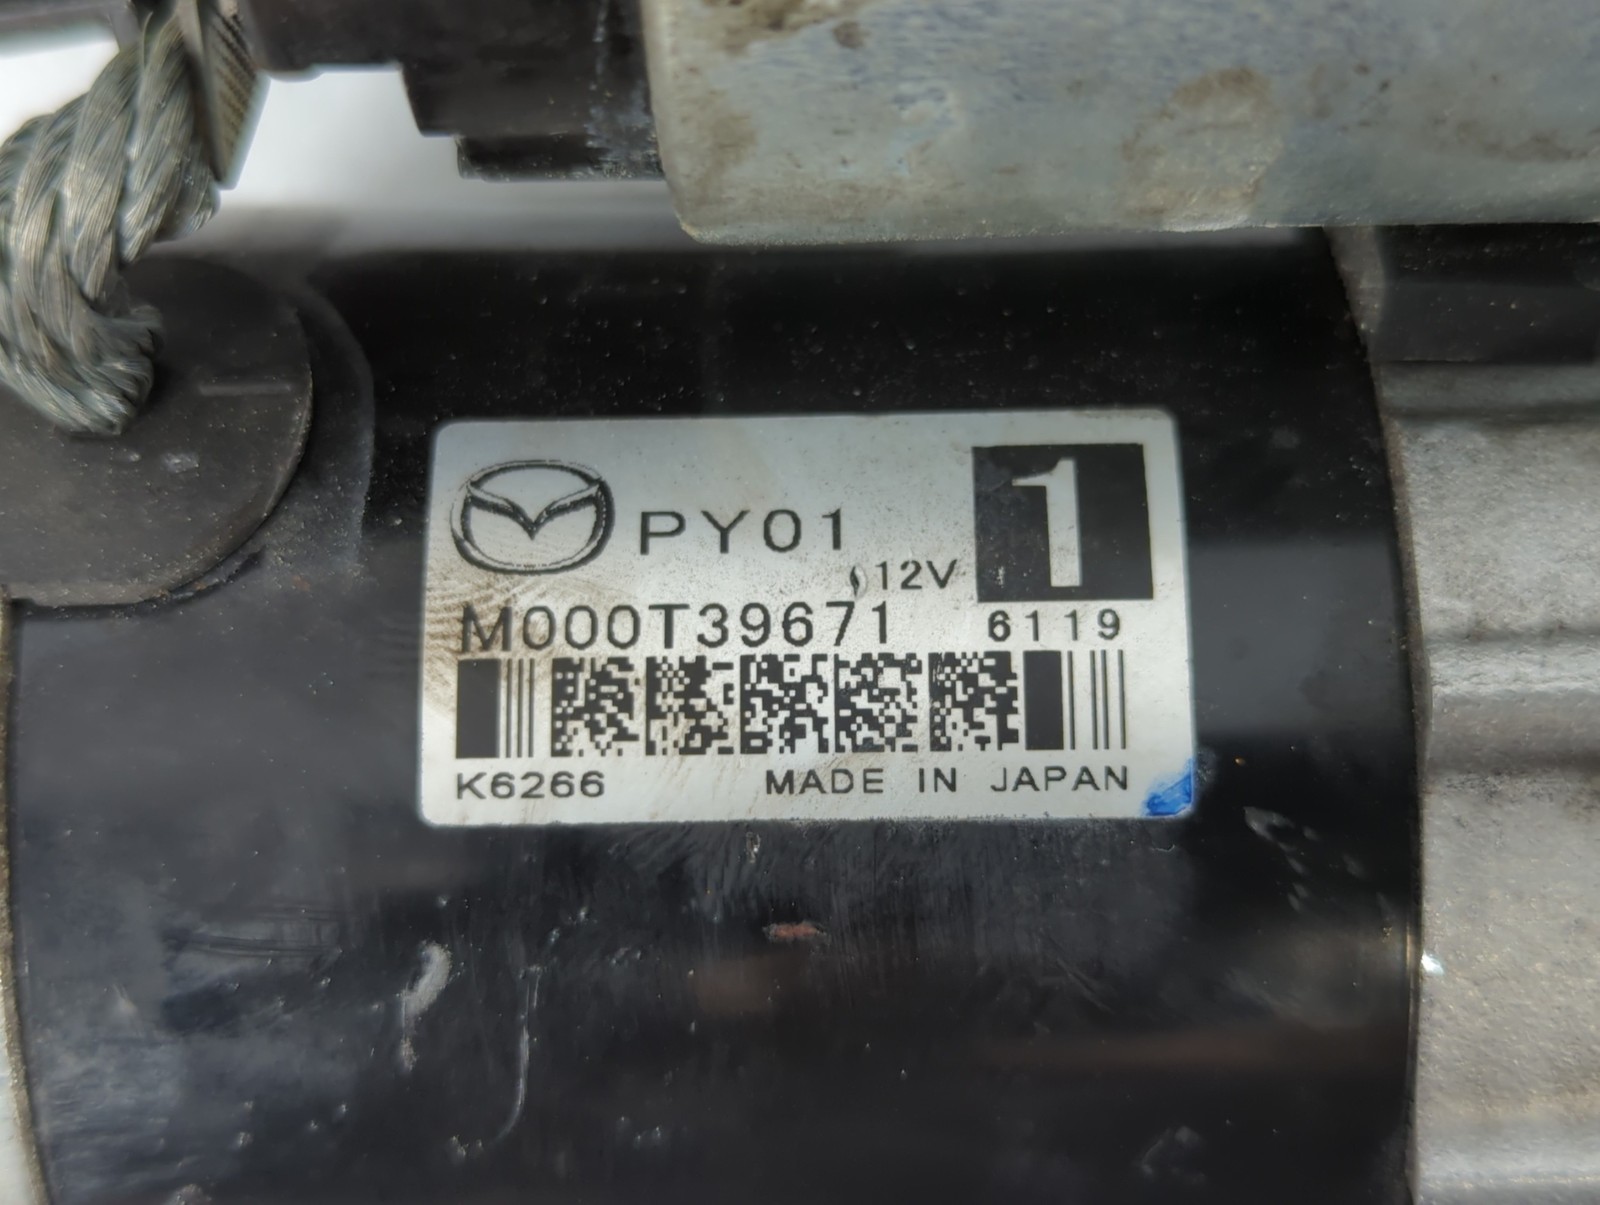 PY01
1
12V
M000T39671
6119
K6266
MADE IN JAPAN